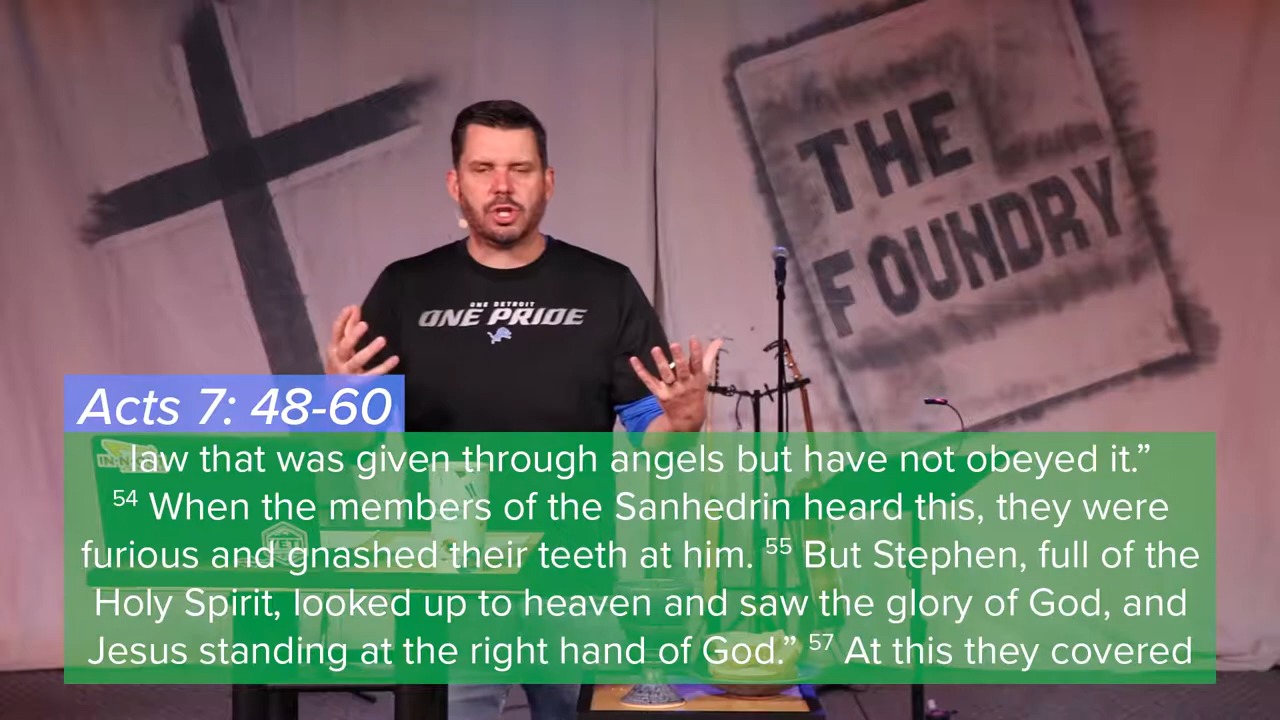 THE
FOUNDRY
ONE DETROIT
ONE PRIDE
Acts 7: 48-60
IN-N-OUT
YETI
law that was given through angels but have not obeyed it.”
54 When the members of the Sanhedrin heard this, they were
furious and gnashed their teeth at him. 55 But Stephen, full of the
Holy Spirit, looked up to heaven and saw the glory of God, and
Jesus standing at the right hand of God.” 57 At this they covered